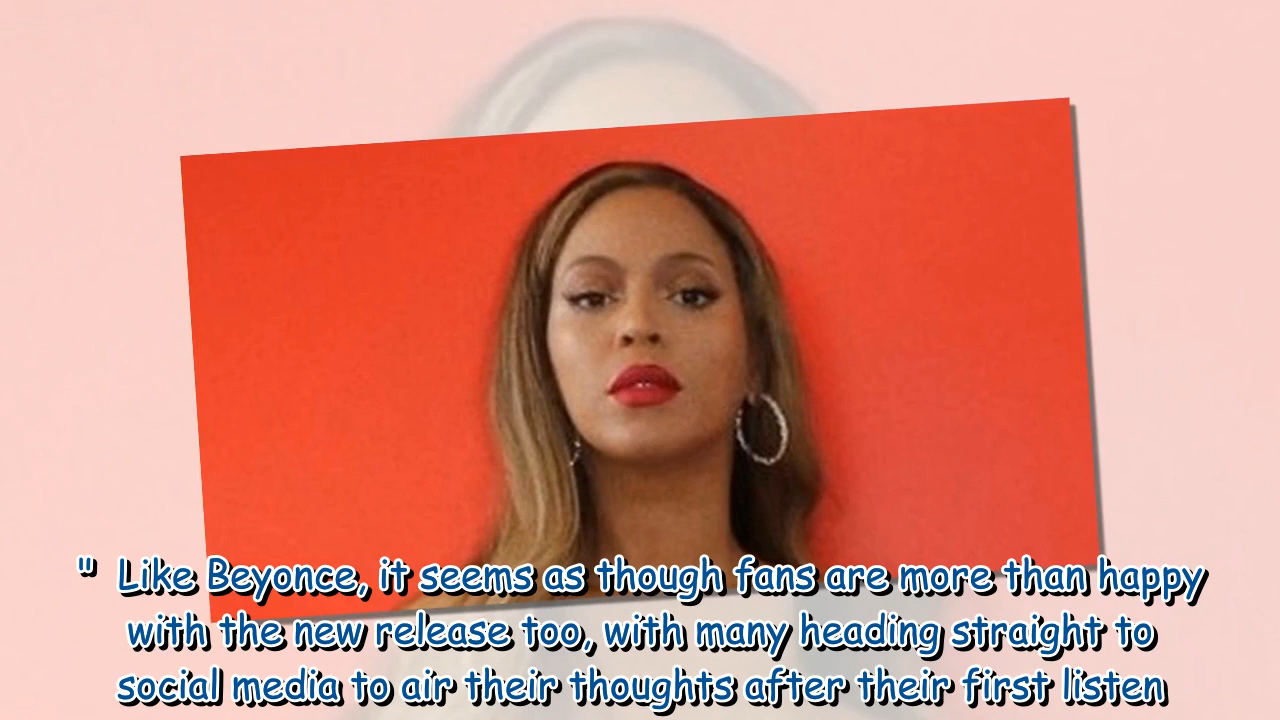 " Like Beyonce, it seems as though fans are more than happy
with the new release too, with many heading straight to
social media to air their thoughts after their first listen